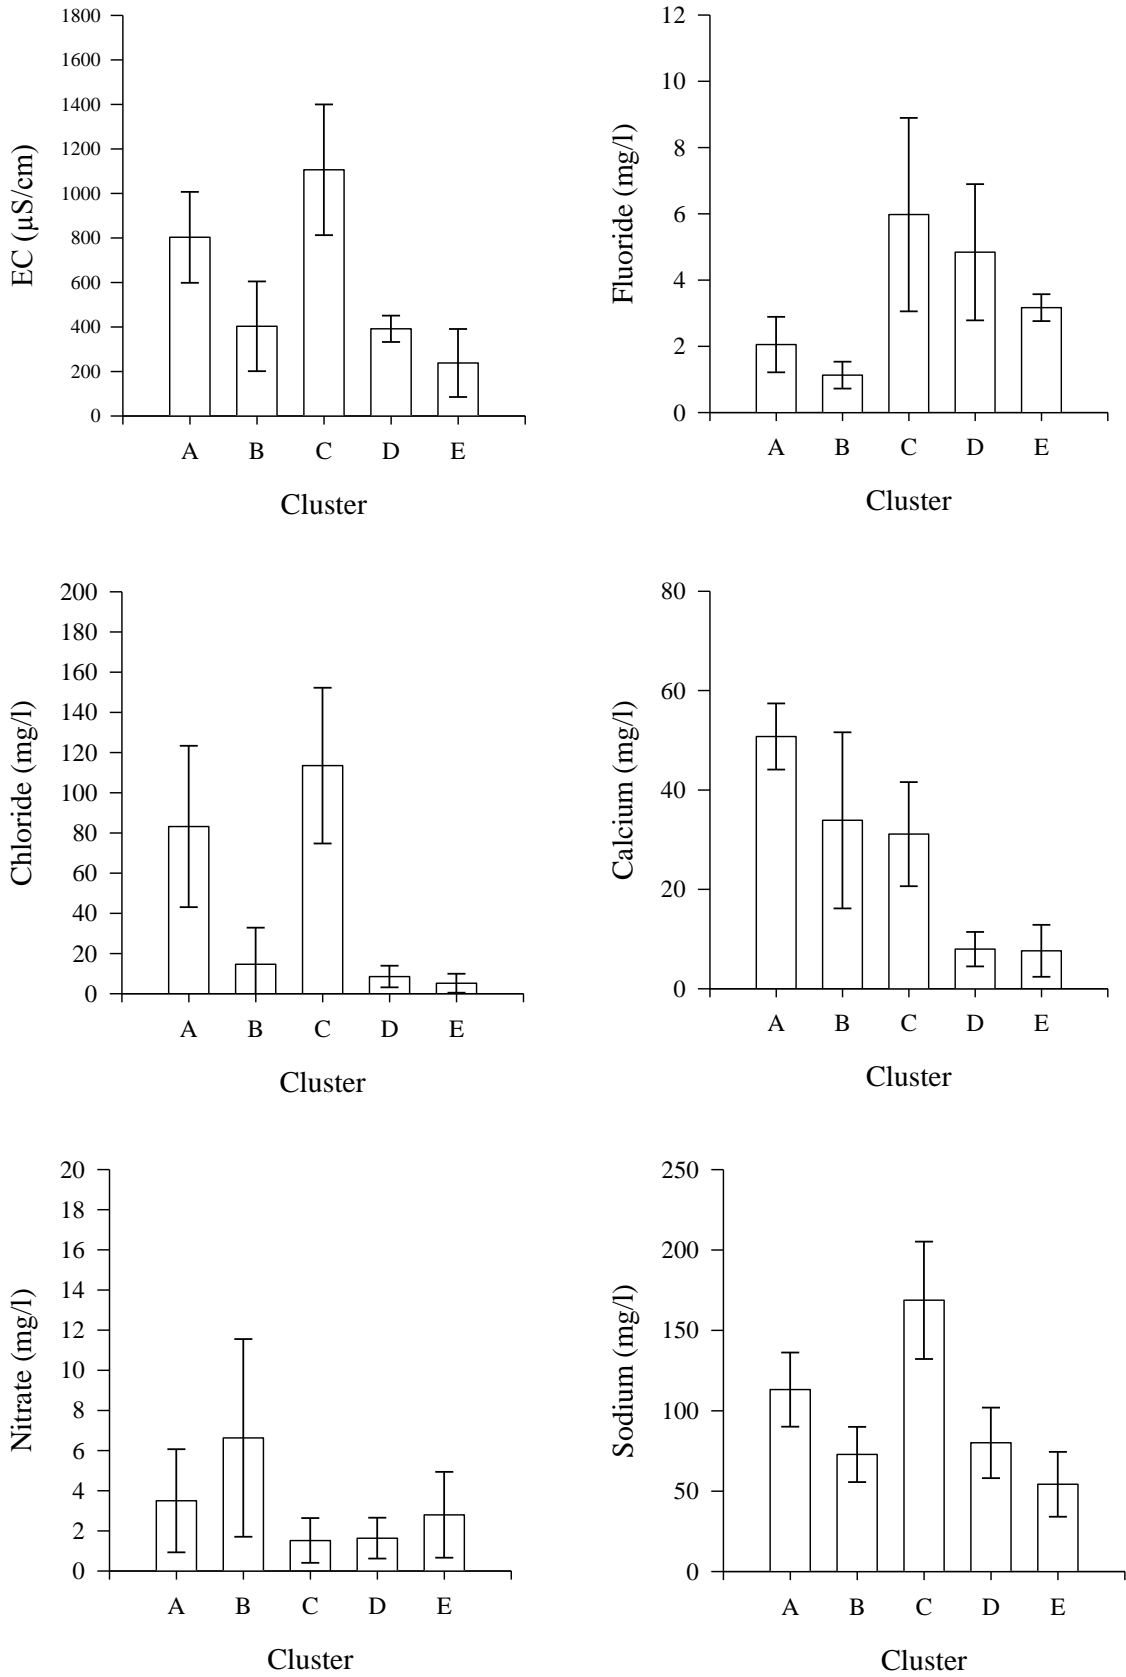 EC (µS/cm)
1800
1600
1400
1200
1000
800
600
400
200
0
A B C D E
Cluster
Fluoride (mg/l)
12
10
8
6
4
2
0
A B C D E
Cluster
Chloride (mg/l)
200
180
160
140
120
100
80
60
40
20
0
A B C D E
Cluster
Calcium (mg/l)
80
60
40
20
0
A B C D E
Cluster
Nitrate (mg/l)
20
18
16
14
12
10
8
6
4
2
0
A B C D E
Cluster
Sodium (mg/l)
250
200
150
100
50
0
A B C D E
Cluster